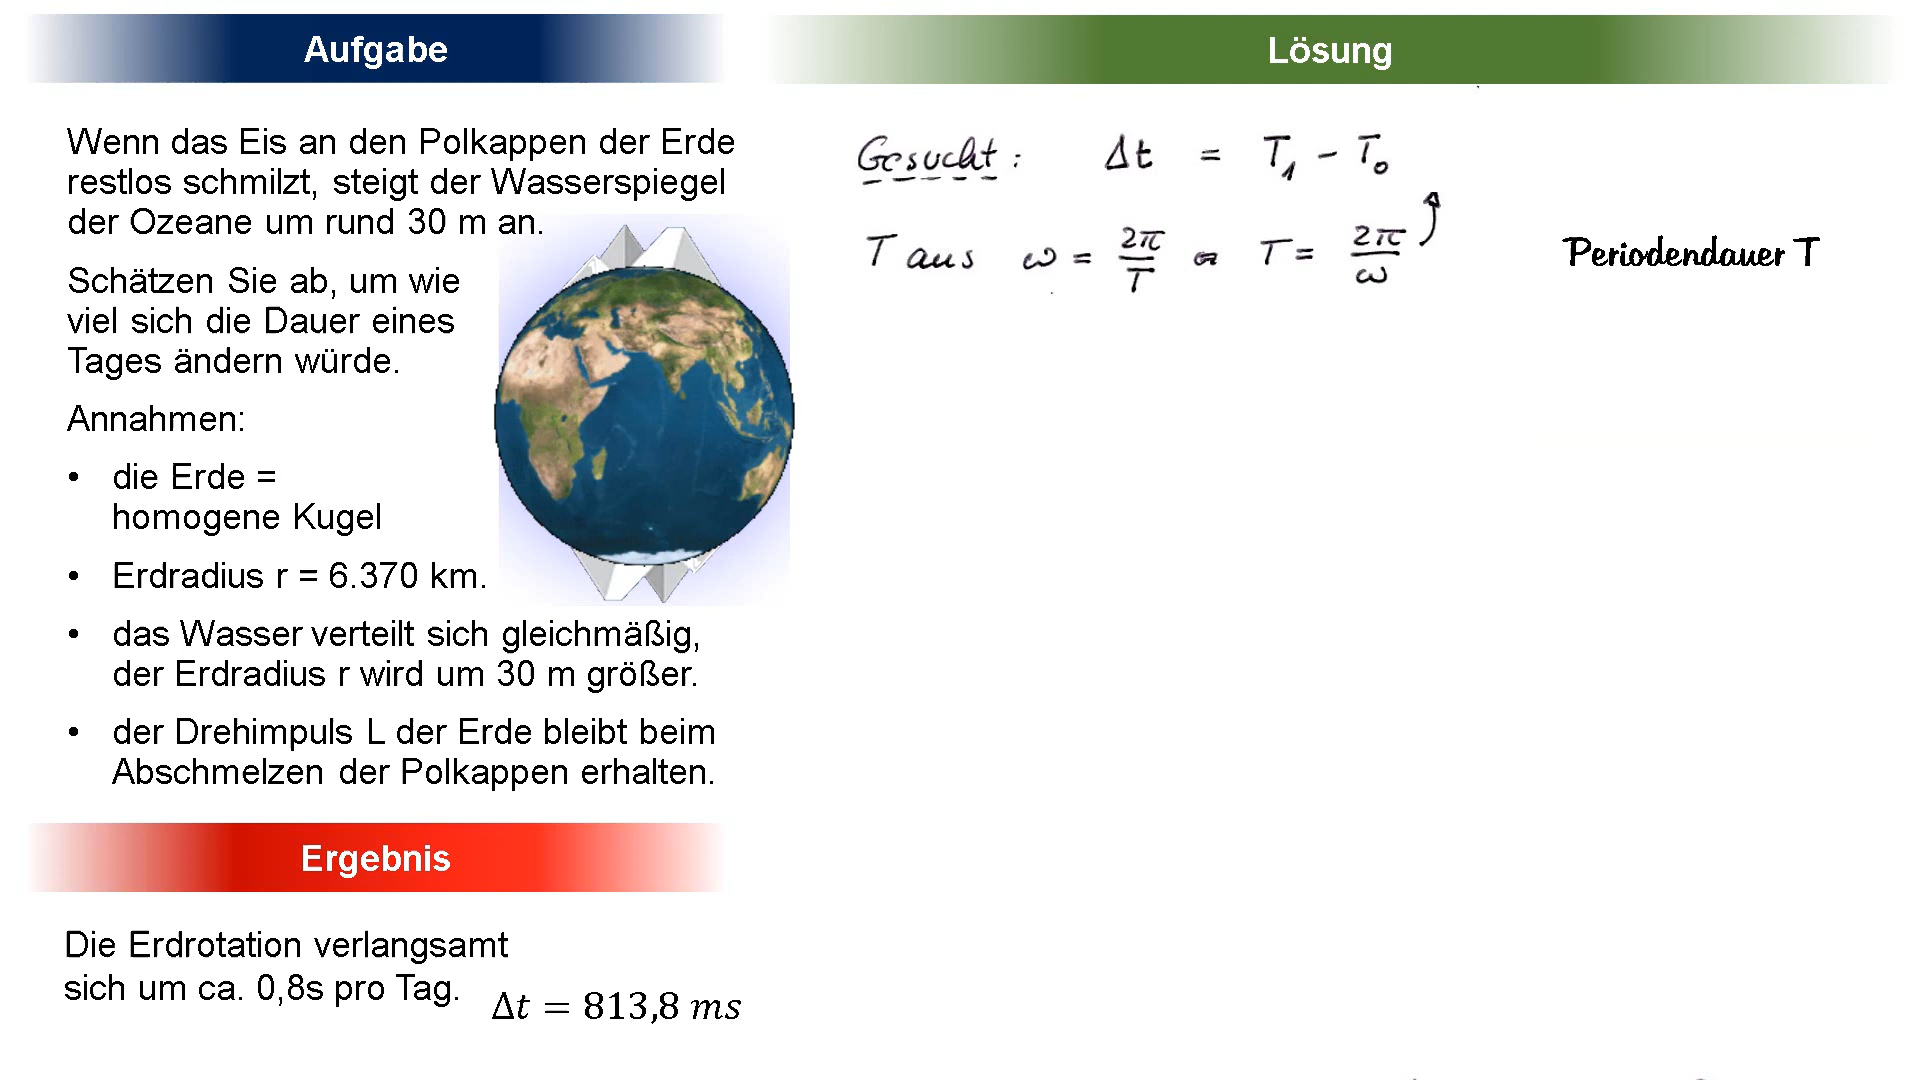 Aufgabe
Wenn das Eis an den Polkappen der Erde
restlos schmilzt, steigt der Wasserspiegel
der Ozeane um rund 30 m an.
Schätzen Sie ab, um wie
viel sich die Dauer eines
Tages ändern würde.
Annahmen:
• die Erde =
homogene Kugel
• Erdradius r = 6.370 km.
• das Wasser verteilt sich gleichmäßig,
der Erdradius r wird um 30 m größer.
• der Drehimpuls L der Erde bleibt beim
Abschmelzen der Polkappen erhalten.
Ergebnis
Die Erdrotation verlangsamt
sich um ca. 0,8s pro Tag.
Δt = 813,8 ms
Lösung
Gesucht: Δt = T₁ - T₀
T aus ω = 2π/T T = 2π/ω
Periodendauer T